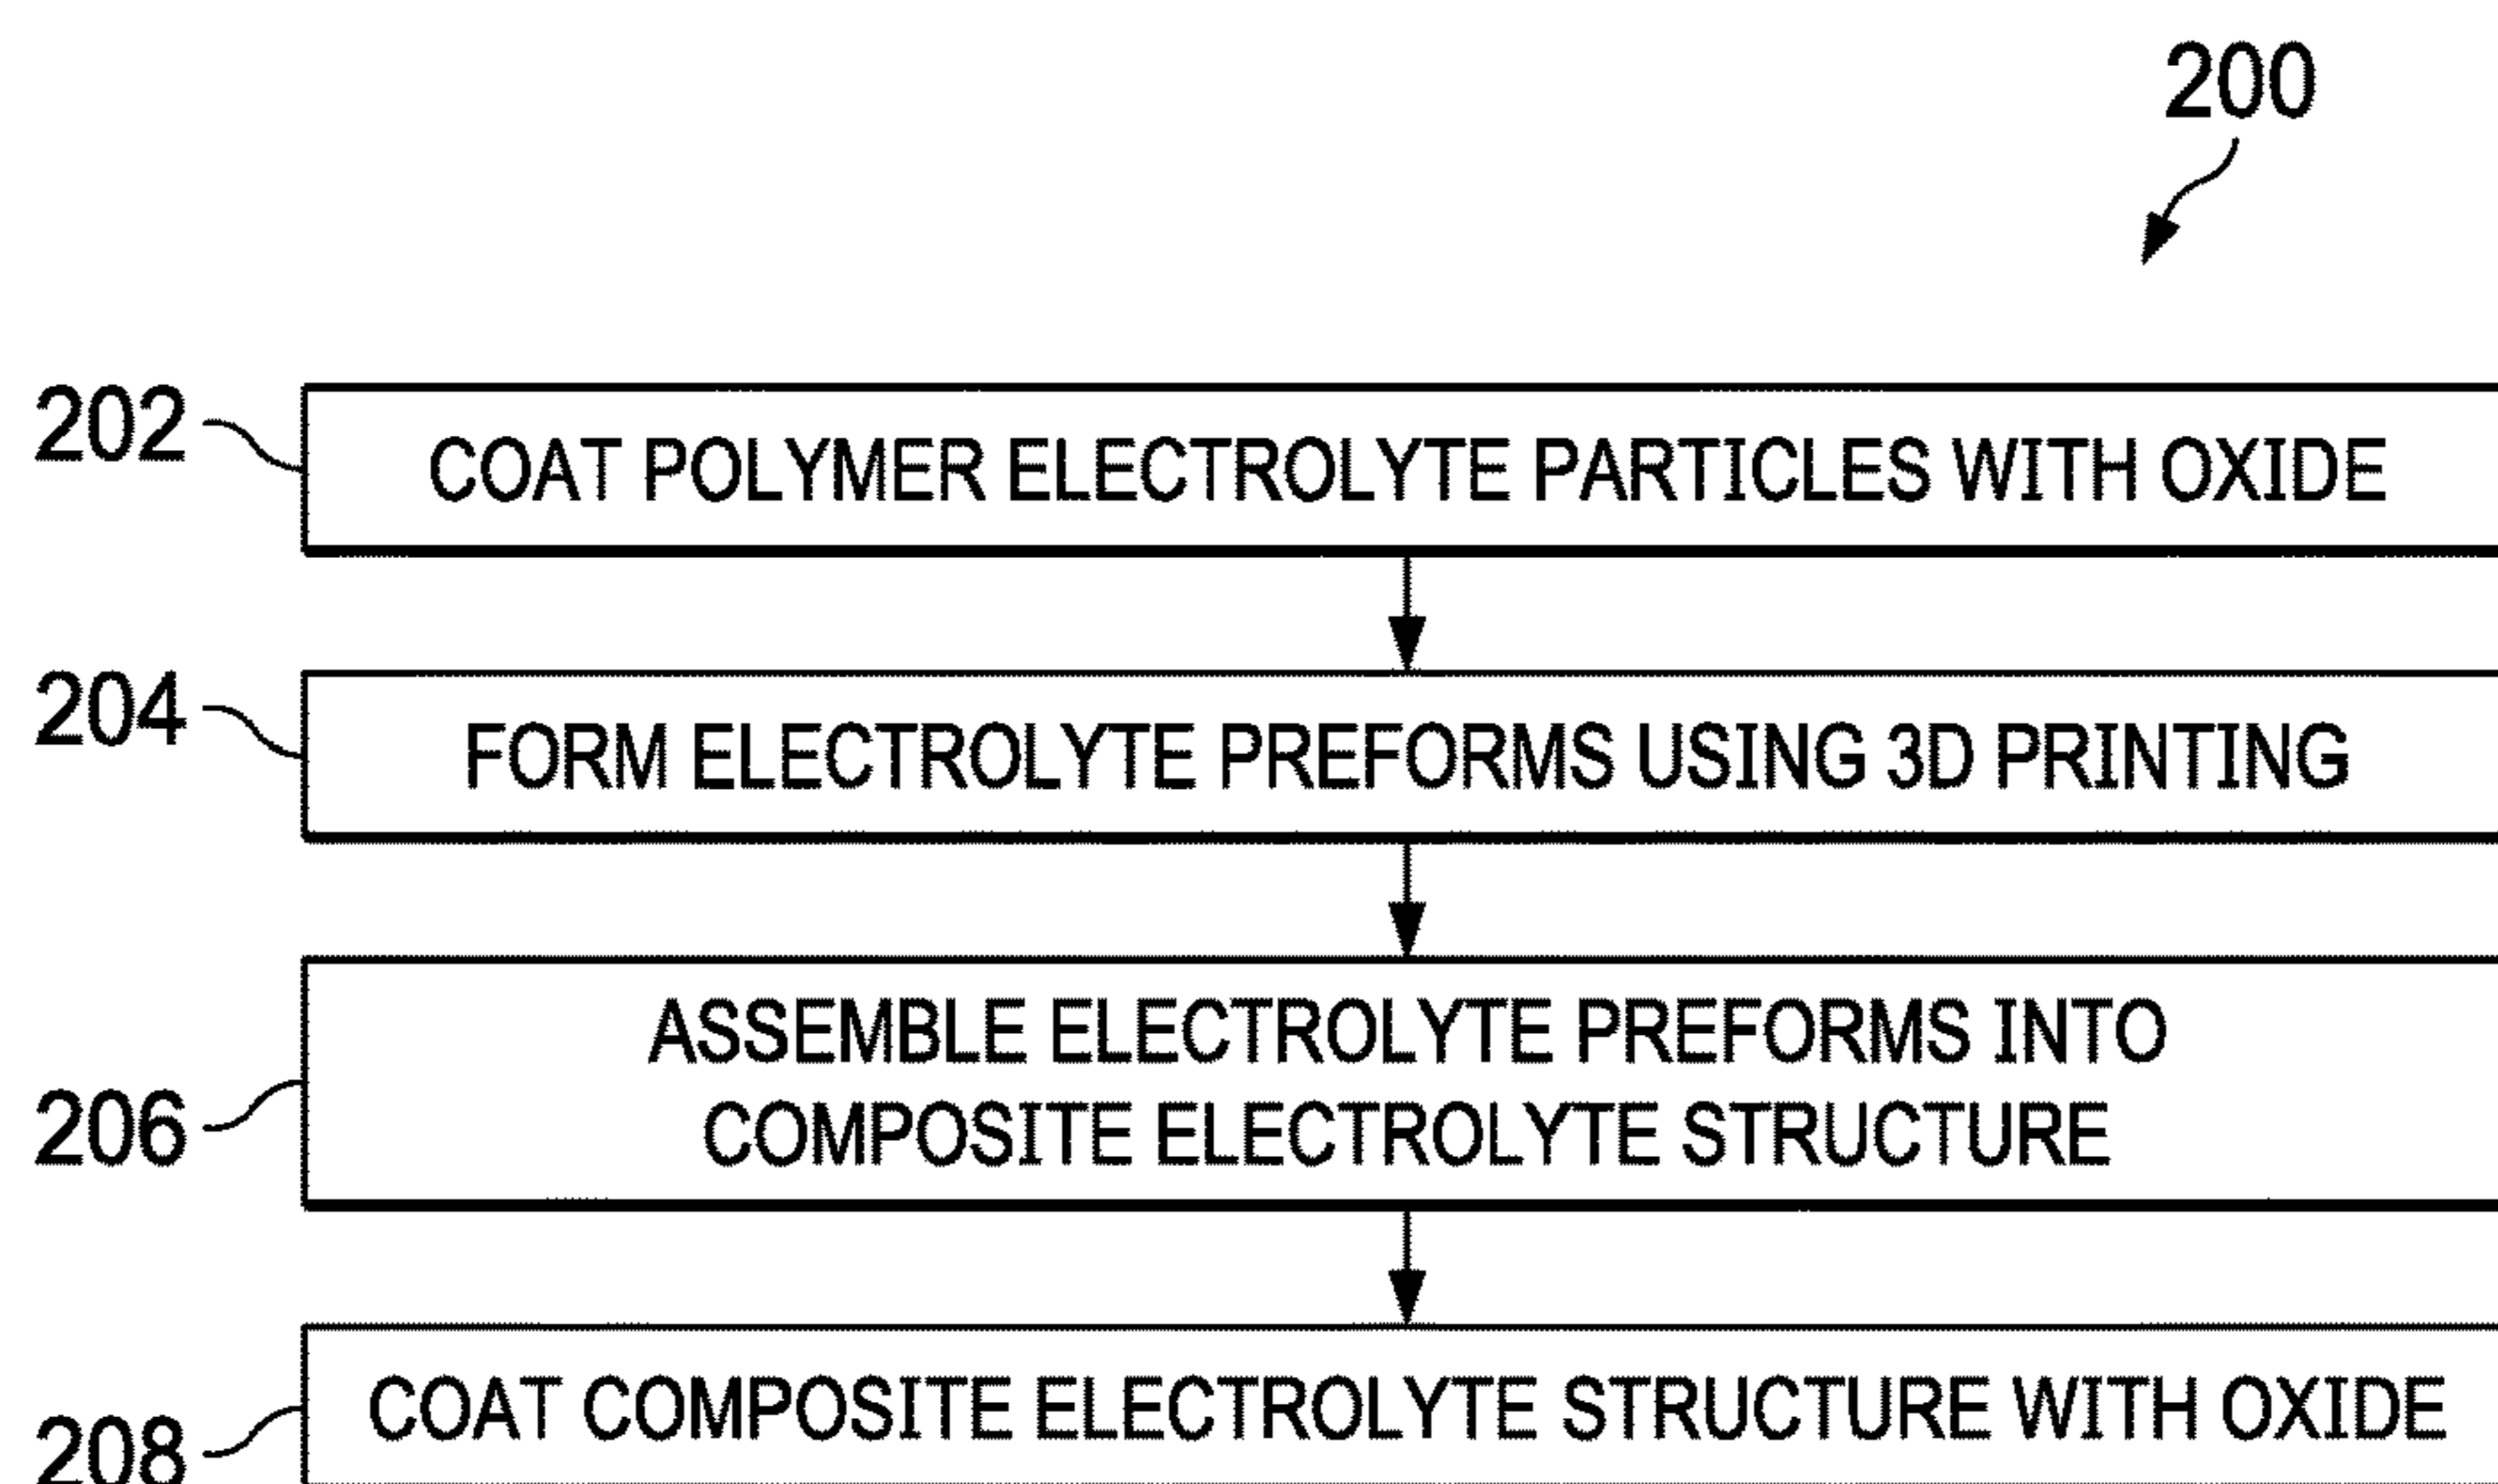 200
202
COAT POLYMER ELECTROLYTE PARTICLES WITH OXIDE
204
FORM ELECTROLYTE PREFORMS USING 3D PRINTING
206
ASSEMBLE ELECTROLYTE PREFORMS INTO
COMPOSITE ELECTROLYTE STRUCTURE
208
COAT COMPOSITE ELECTROLYTE STRUCTURE WITH OXIDE